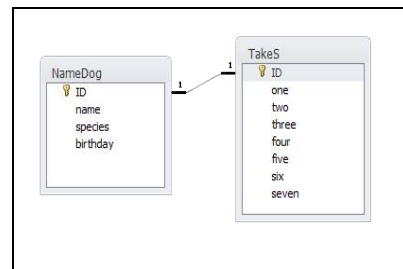 NameDog
ID
name
species
birthday
1
1
TakeS
ID
one
two
three
four
five
six
seven